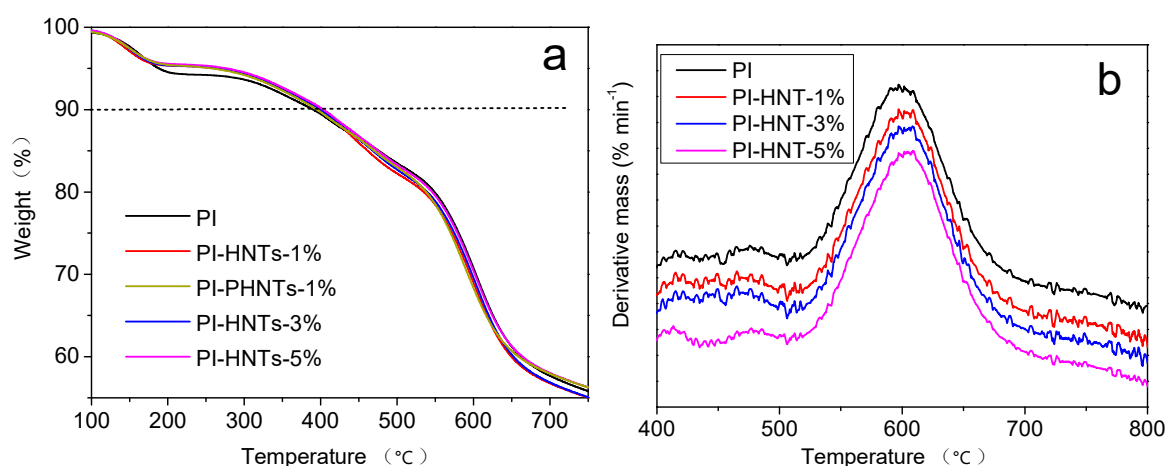 a
100
90
80
70
60
Weight（%）
PI
PI-HNTs-1%
PI-PHNTs-1%
PI-HNTs-3%
PI-HNTs-5%
100 200 300 400 500 600 700
Temperature （℃）
b
PI
PI-HNT-1%
PI-HNT-3%
PI-HNT-5%
Derivative mass (% min-1)
400 500 600 700 800
Temperature （℃）